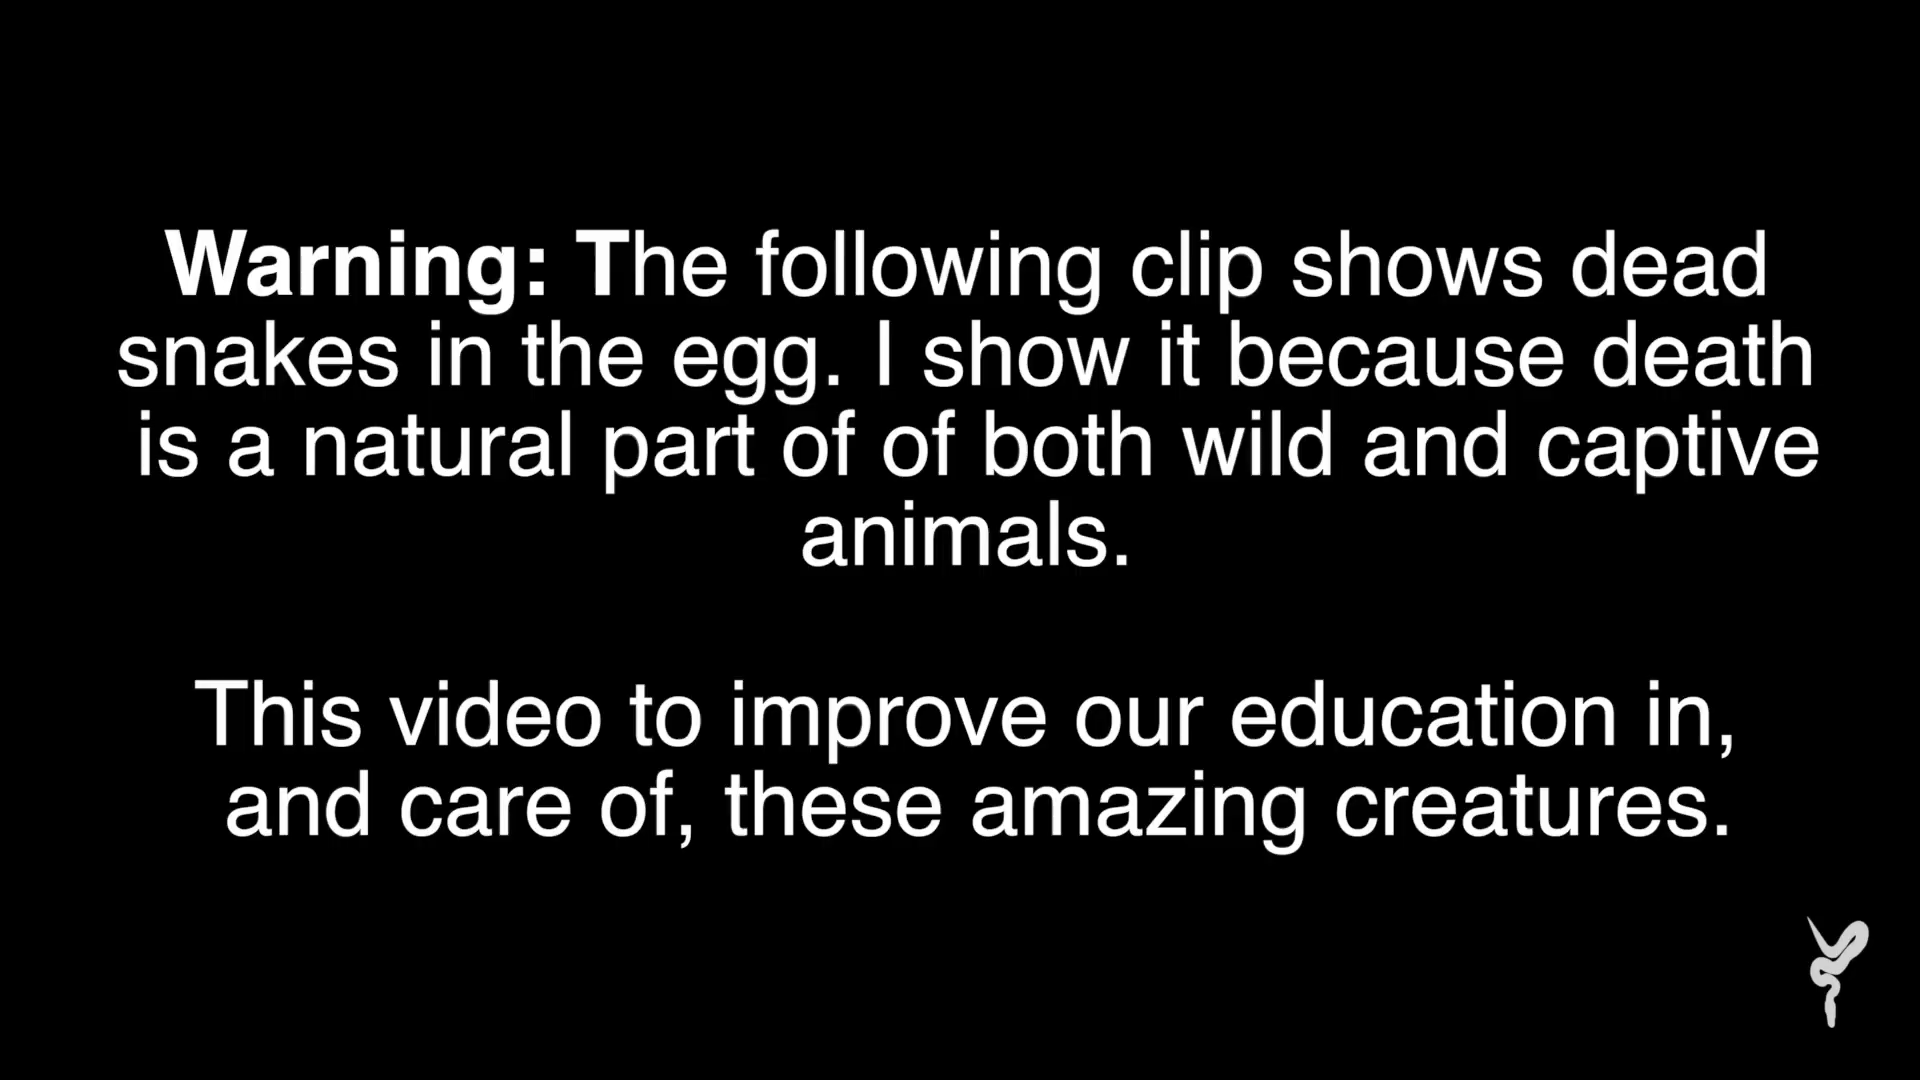 Warning: The following clip shows dead
snakes in the egg. I show it because death
is a natural part of of both wild and captive
animals.
This video to improve our education in,
and care of, these amazing creatures.